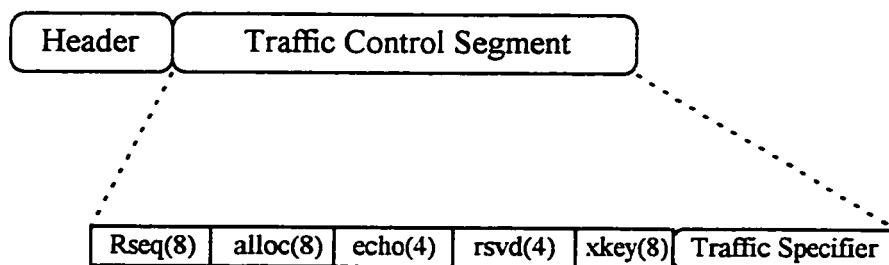 Header Traffic Control Segment
Rseq(8) alloc(8) echo(4) rsvd(4) xkey(8) Traffic Specifier